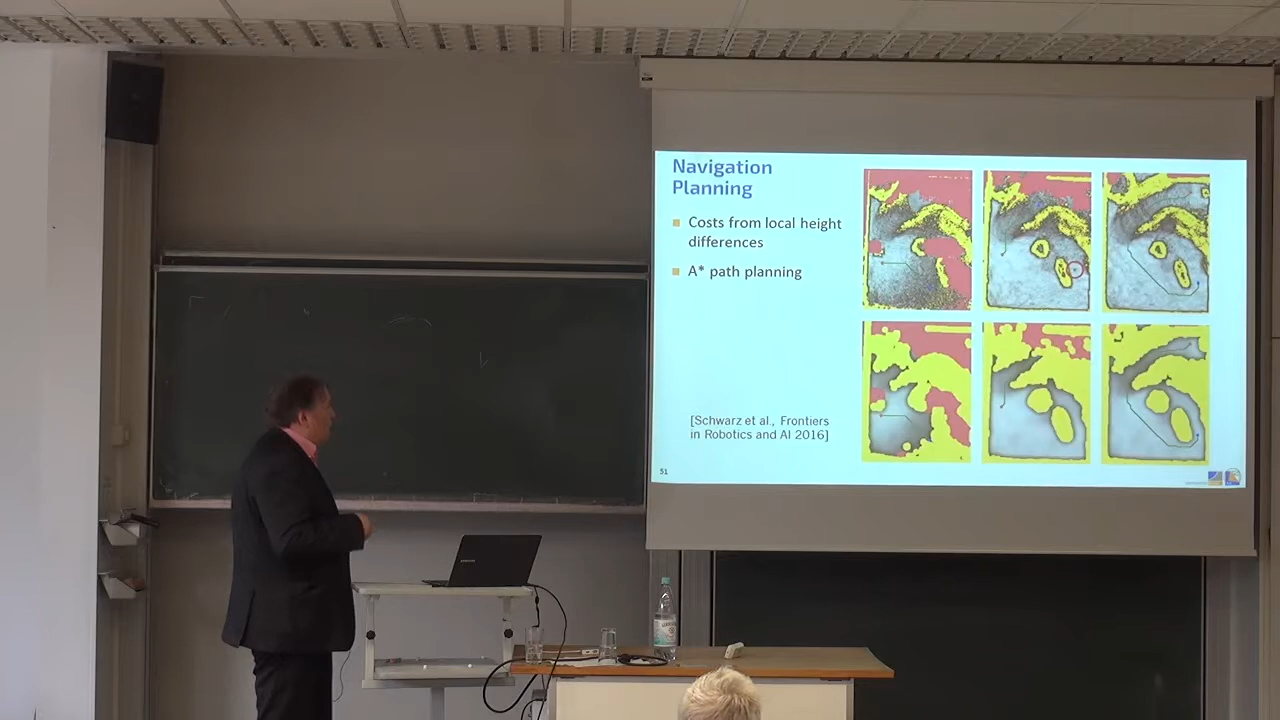 Navigation
Planning
Costs from local height
differences
A* path planning
[Schwarz et al., Frontiers
in Robotics and AI 2016]
51
SAMSUNG